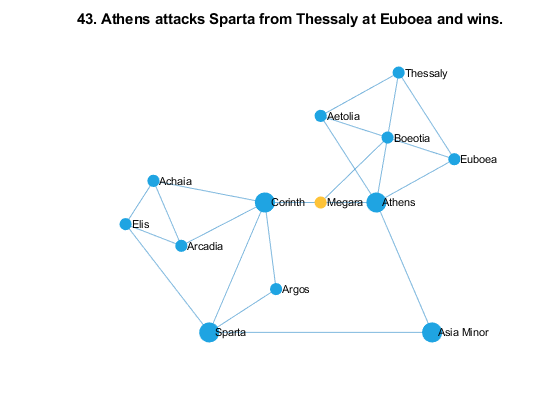 43. Athens attacks Sparta from Thessaly at Euboea and wins.
Thessaly
Aetolia
Boeotia
Euboea
Achaia
Corinth
Megara
Athens
Elis
Arcadia
Argos
Sparta
Asia Minor